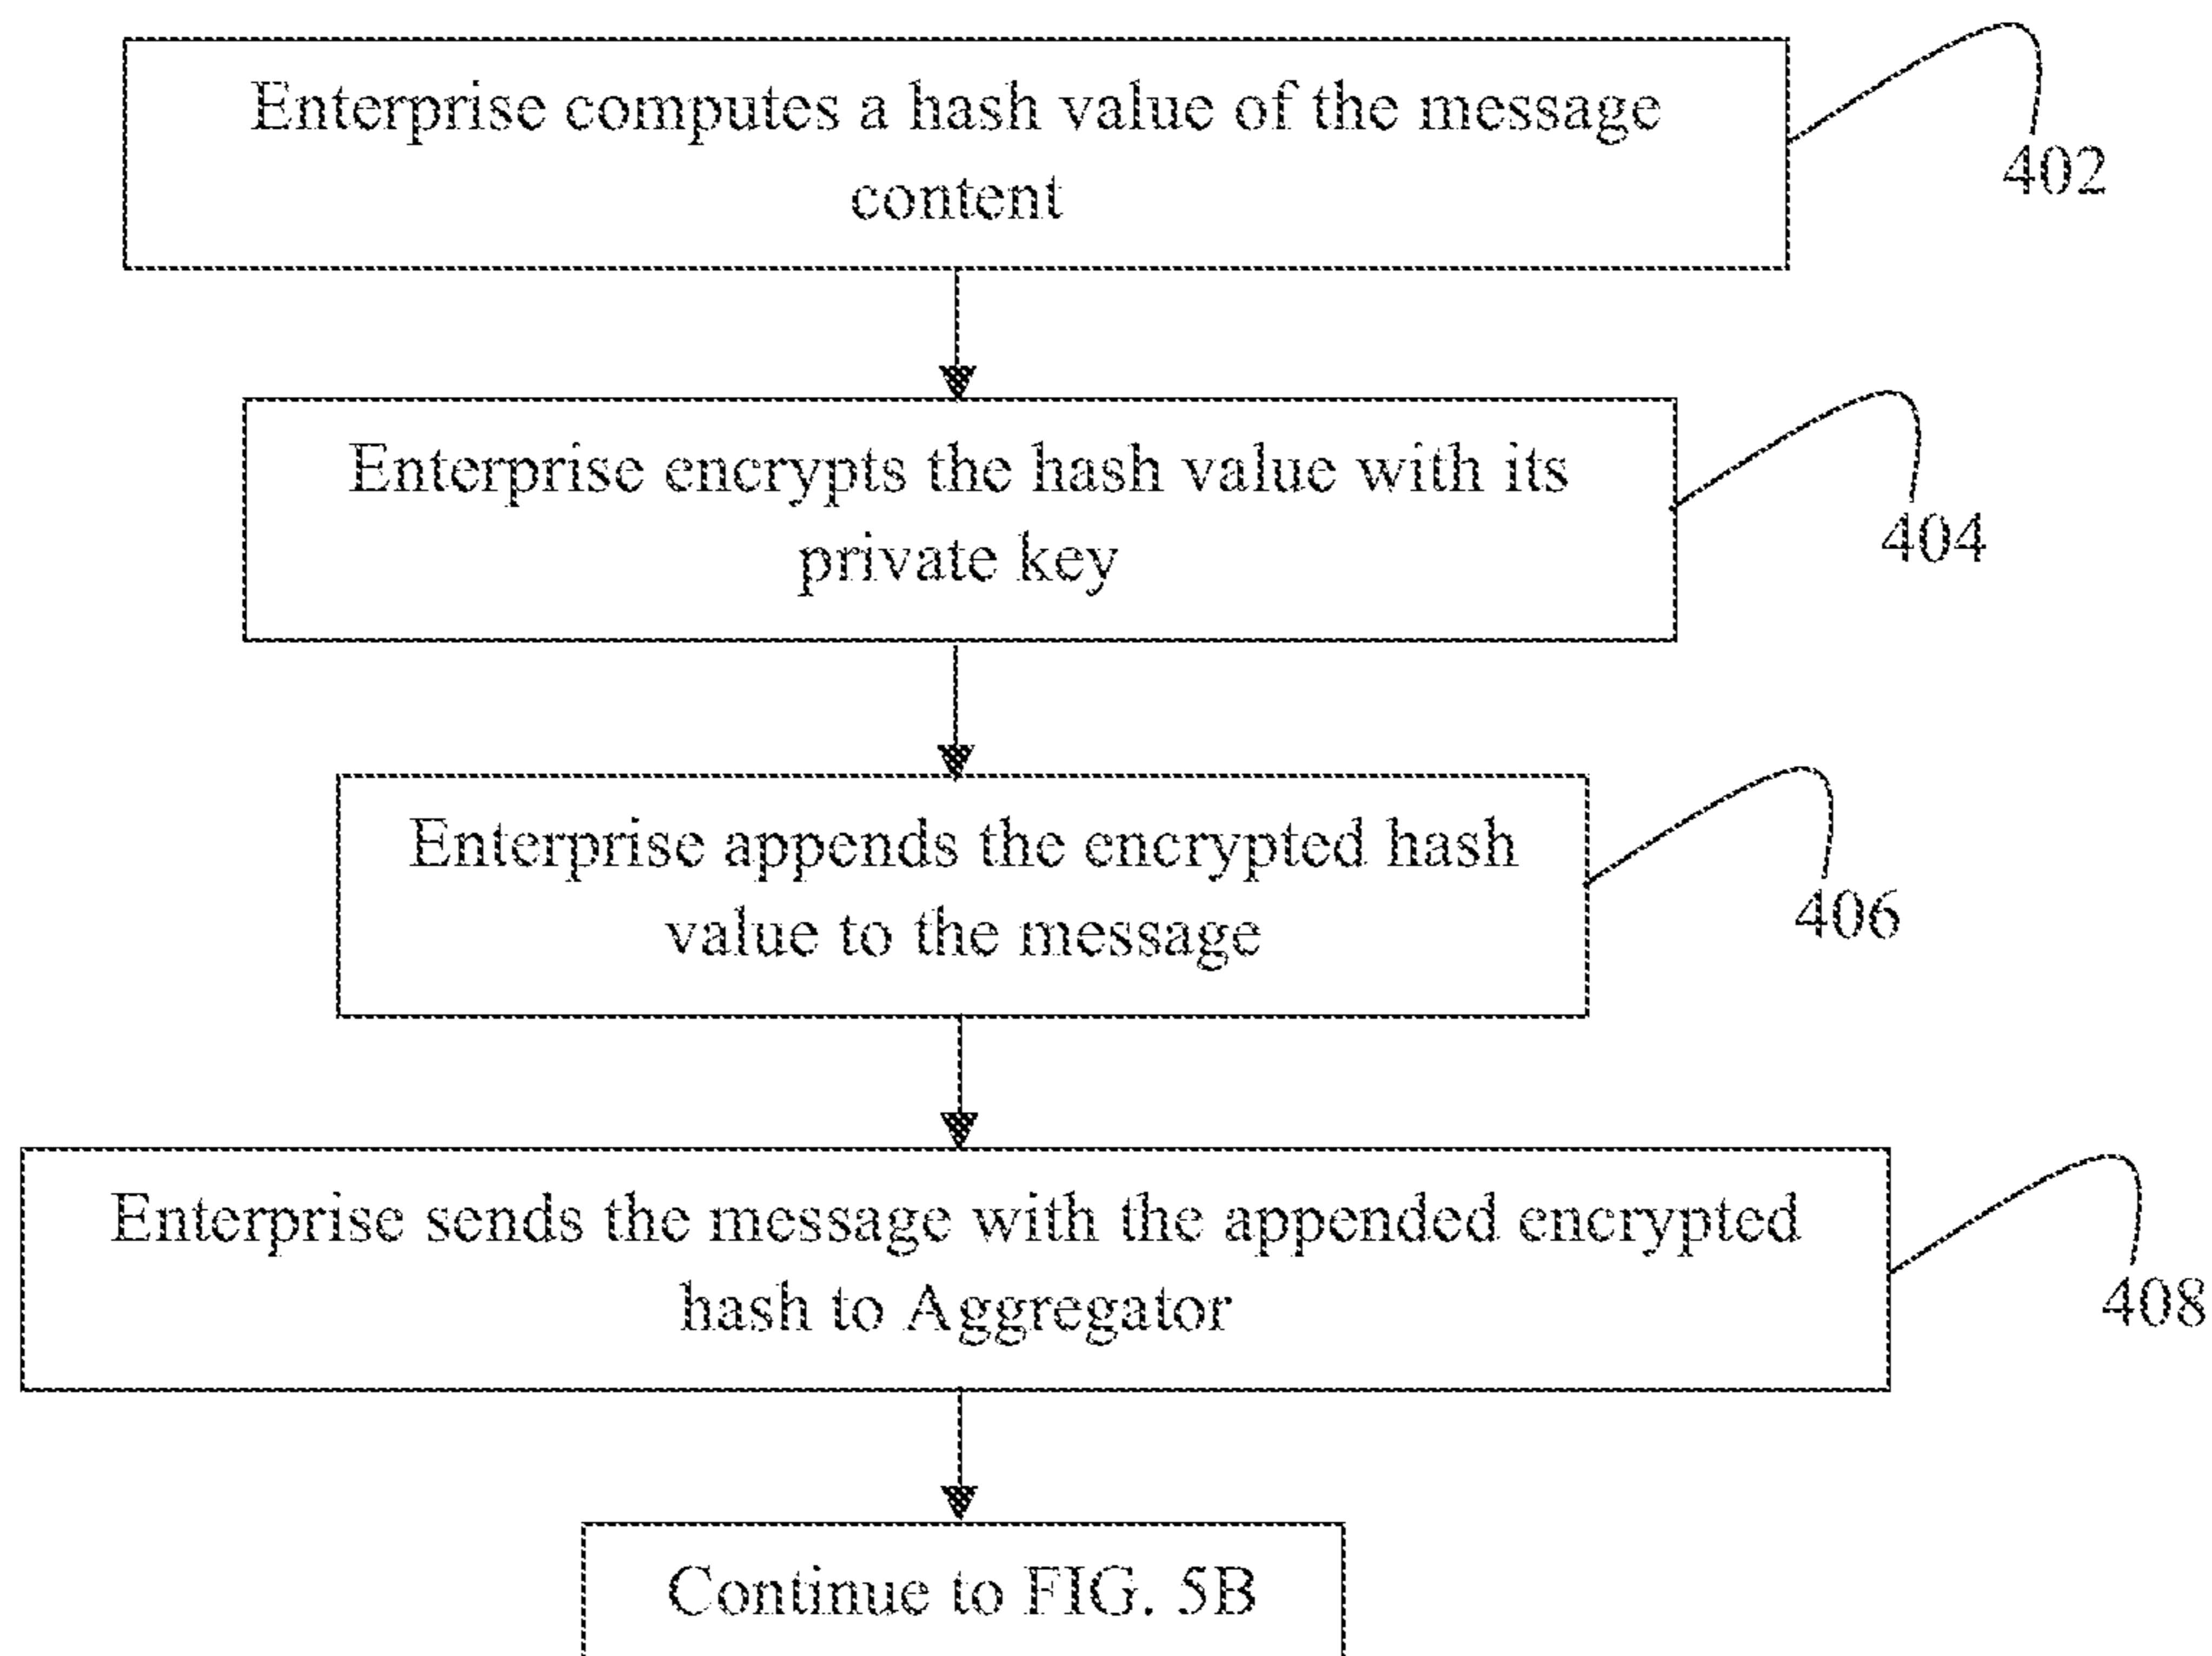 Enterprise computes a hash value of the message
content
402
Enterprise encrypts the hash value with its
private key
404
Enterprise appends the encrypted hash
value to the message
406
Enterprise sends the message with the appended encrypted
hash to Aggregator
408
Continue to FIG. 5B